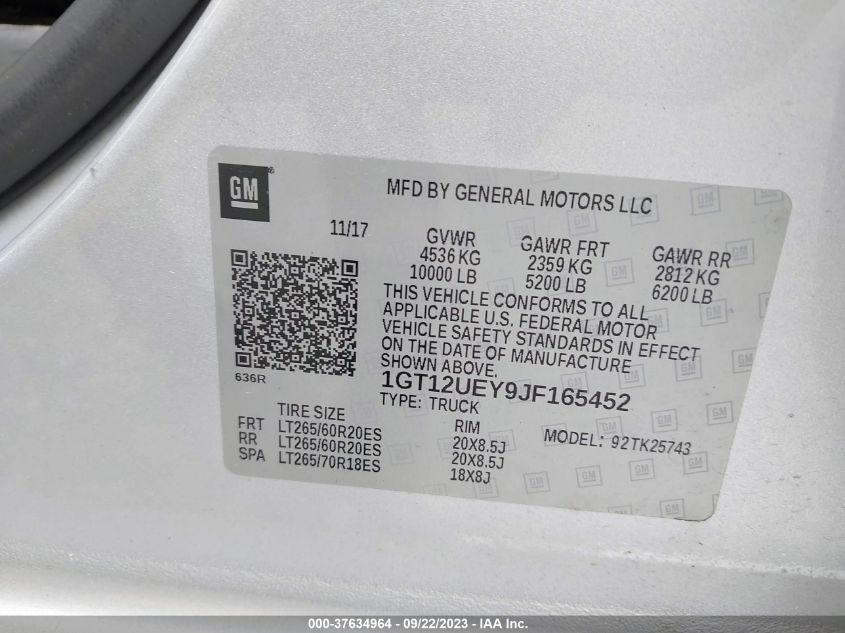 GM
MFD BY GENERAL MOTORS LLC
11/17
GVWR GAWR FRT GAWR RR
4536 KG 2359 KG 2812 KG
10000 LB 5200 LB 6200 LB
THIS VEHICLE CONFORMS TO ALL
APPLICABLE U.S. FEDERAL MOTOR
VEHICLE SAFETY STANDARDS IN EFFECT
ON THE DATE OF MANUFACTURE
SHOWN ABOVE.
636R
1GT12UEY9JF165452
TYPE: TRUCK
TIRE SIZE RIM MODEL: 92TK25743
FRT LT265/60R20ES 20X8.5J
RR LT265/60R20ES 20X8.5J
SPA LT265/70R18ES 18X8J
000-37634964 - 09/22/2023 - IAA Inc.